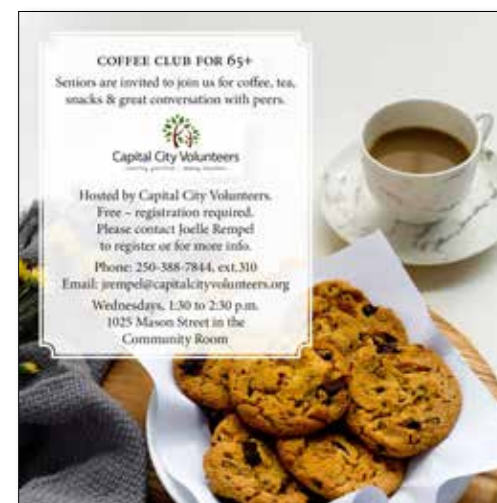 COFFEE CLUB FOR 65+
Seniors are invited to join us for coffee, tea,
snacks & great conversation with peers.
Capital City Volunteers
Hosted by Capital City Volunteers.
Free – registration required.
Please contact Joelle Rempel
to register or for more info.
Phone: 250-388-7844, ext.310
Email: jrempel@capitalcityvolunteers.org
Wednesdays, 1:30 to 2:30 p.m.
1025 Mason Street in the
Community Room